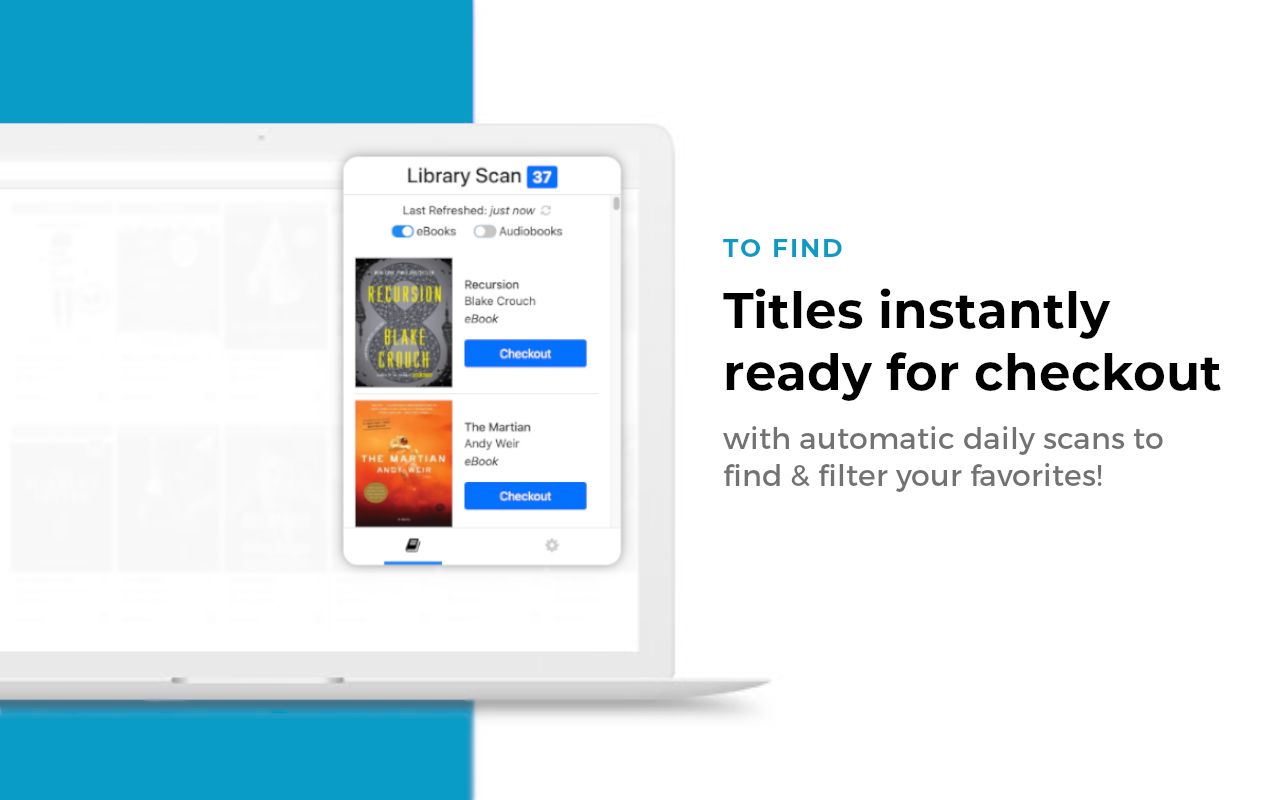 Library Scan 37
Last Refreshed: just now
eBooks Audiobooks
RECURSION
BLAKE
CROUCH
Recursion
Blake Crouch
eBook
Checkout
THE MARTIAN
ANDY WEIR
The Martian
Andy Weir
eBook
Checkout
TO FIND
Titles instantly
ready for checkout
with automatic daily scans to
find & filter your favorites!